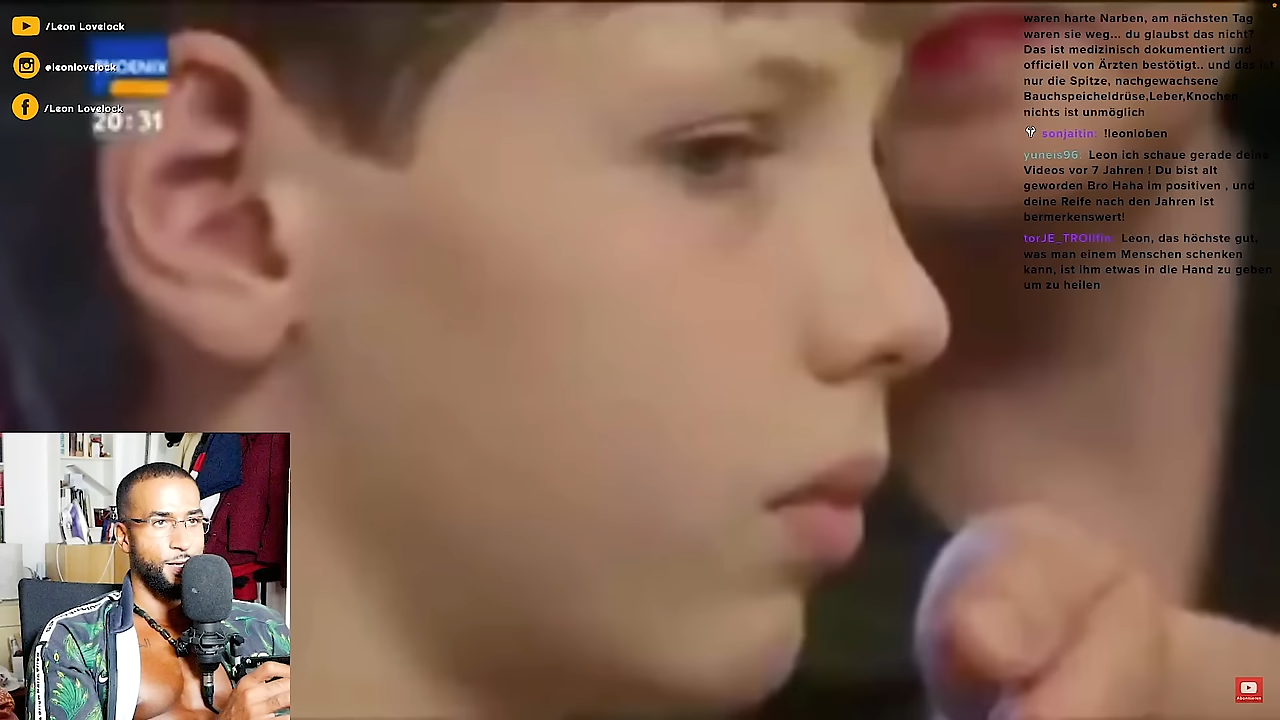 /Leon Lovelock
@leonlovelock
/Leon Lovelock
20:31
waren harte Narben, am nächsten Tag
waren sie weg... du glaubst das nicht?
Das ist medizinisch dokumentiert und
officiell von Ärzten bestätigt.. und das ist
nur die Spitze, nachgewachsene
Bauchspeicheldrüse,Leber,Knochen
nichts ist unmöglich
sonjaitin: !leonloben
yuneis96: Leon ich schaue gerade deine
Videos vor 7 Jahren ! Du bist alt
geworden Bro Haha im positiven , und
deine Reife nach den Jahren ist
bermerkenswert!
Leon, das höchste gut,
was man einem Menschen schenken
kann, ist ihm etwas in die Hand zu geben
um zu heilen
Abonnieren